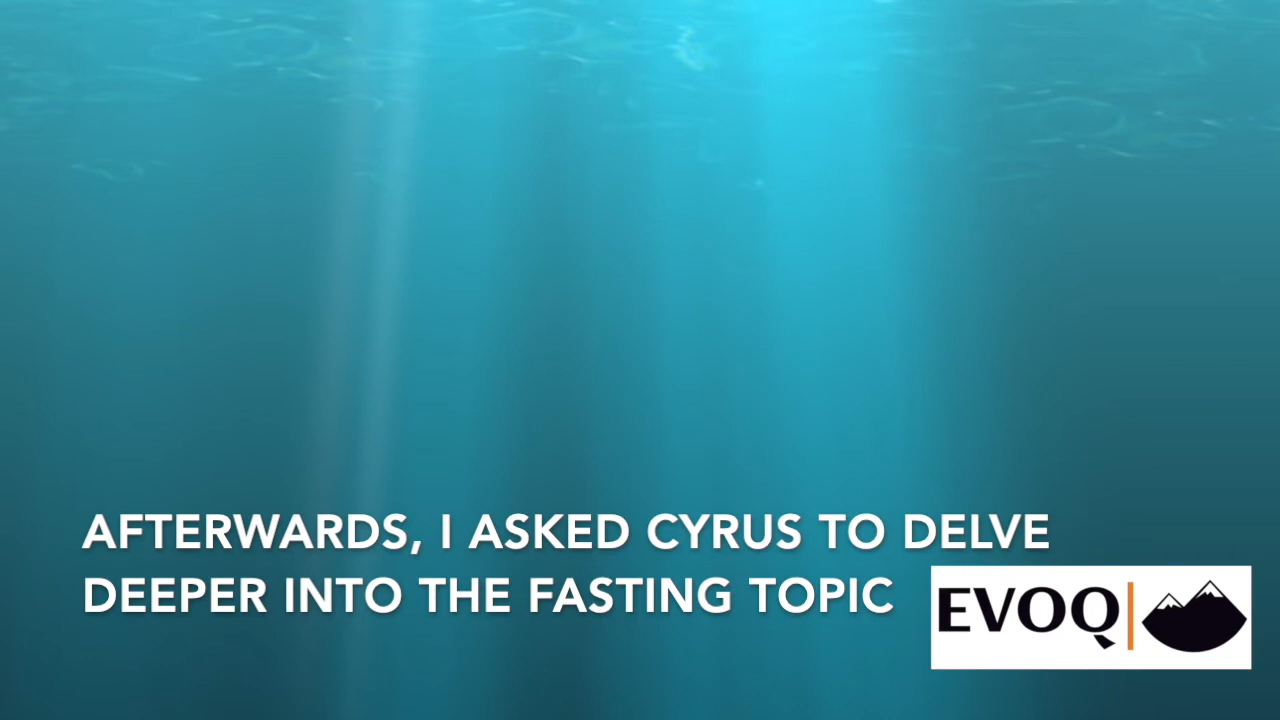 AFTERWARDS, I ASKED CYRUS TO DELVE
DEEPER INTO THE FASTING TOPIC
EVOQ